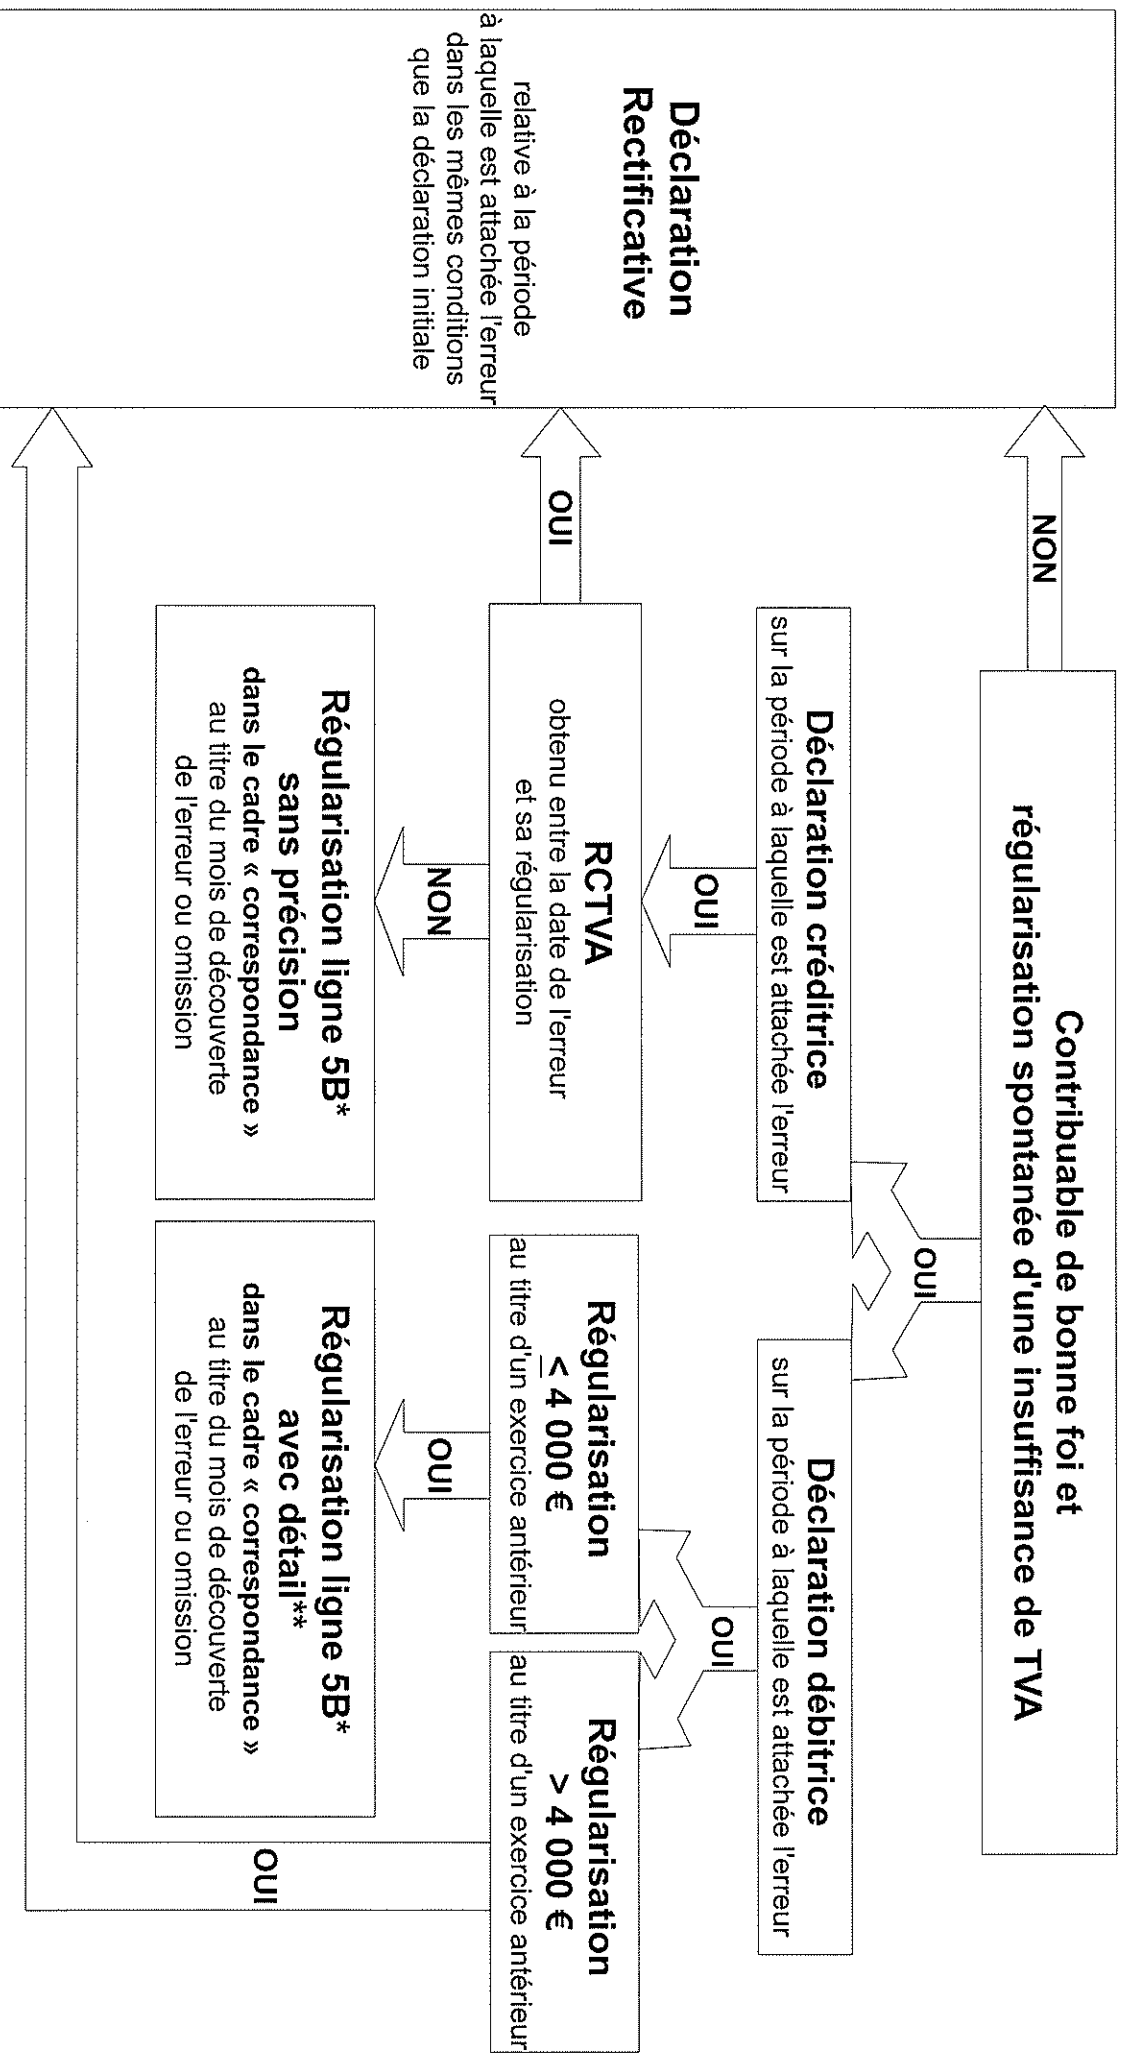 Contribuable de bonne foi et
régularisation spontanée d'une insuffisance de TVA
NON
OUI
Déclaration
Rectificative
relative à la période
à laquelle est attachée l'erreur
dans les mêmes conditions
que la déclaration initiale
Déclaration créditrice
sur la période à laquelle est attachée l'erreur
Déclaration débitrice
sur la période à laquelle est attachée l'erreur
OUI
OUI
RCTVA
obtenu entre la date de l'erreur
et sa régularisation
OUI
Régularisation
≤ 4 000 €
au titre d'un exercice antérieur
Régularisation
> 4 000 €
au titre d'un exercice antérieur
NON
OUI
Régularisation ligne 5B*
sans précision
dans le cadre « correspondance »
au titre du mois de découverte
de l'erreur ou omission
Régularisation ligne 5B*
avec détail**
dans le cadre « correspondance »
au titre du mois de découverte
de l'erreur ou omission
OUI